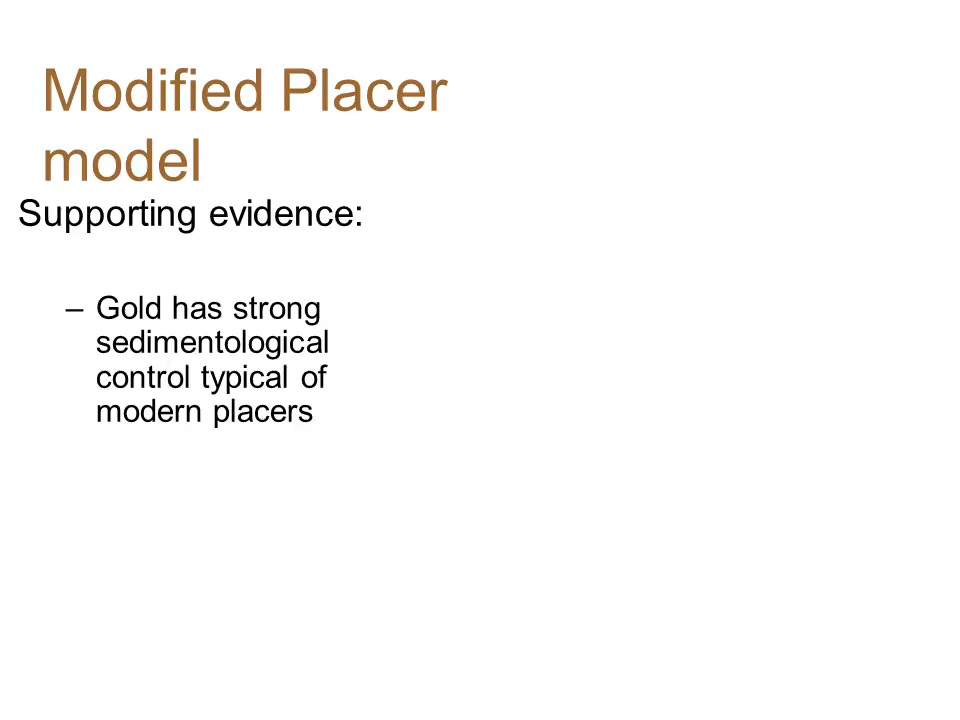 Modified Placer
model
Supporting evidence:
– Gold has strong
sedimentological
control typical of
modern placers